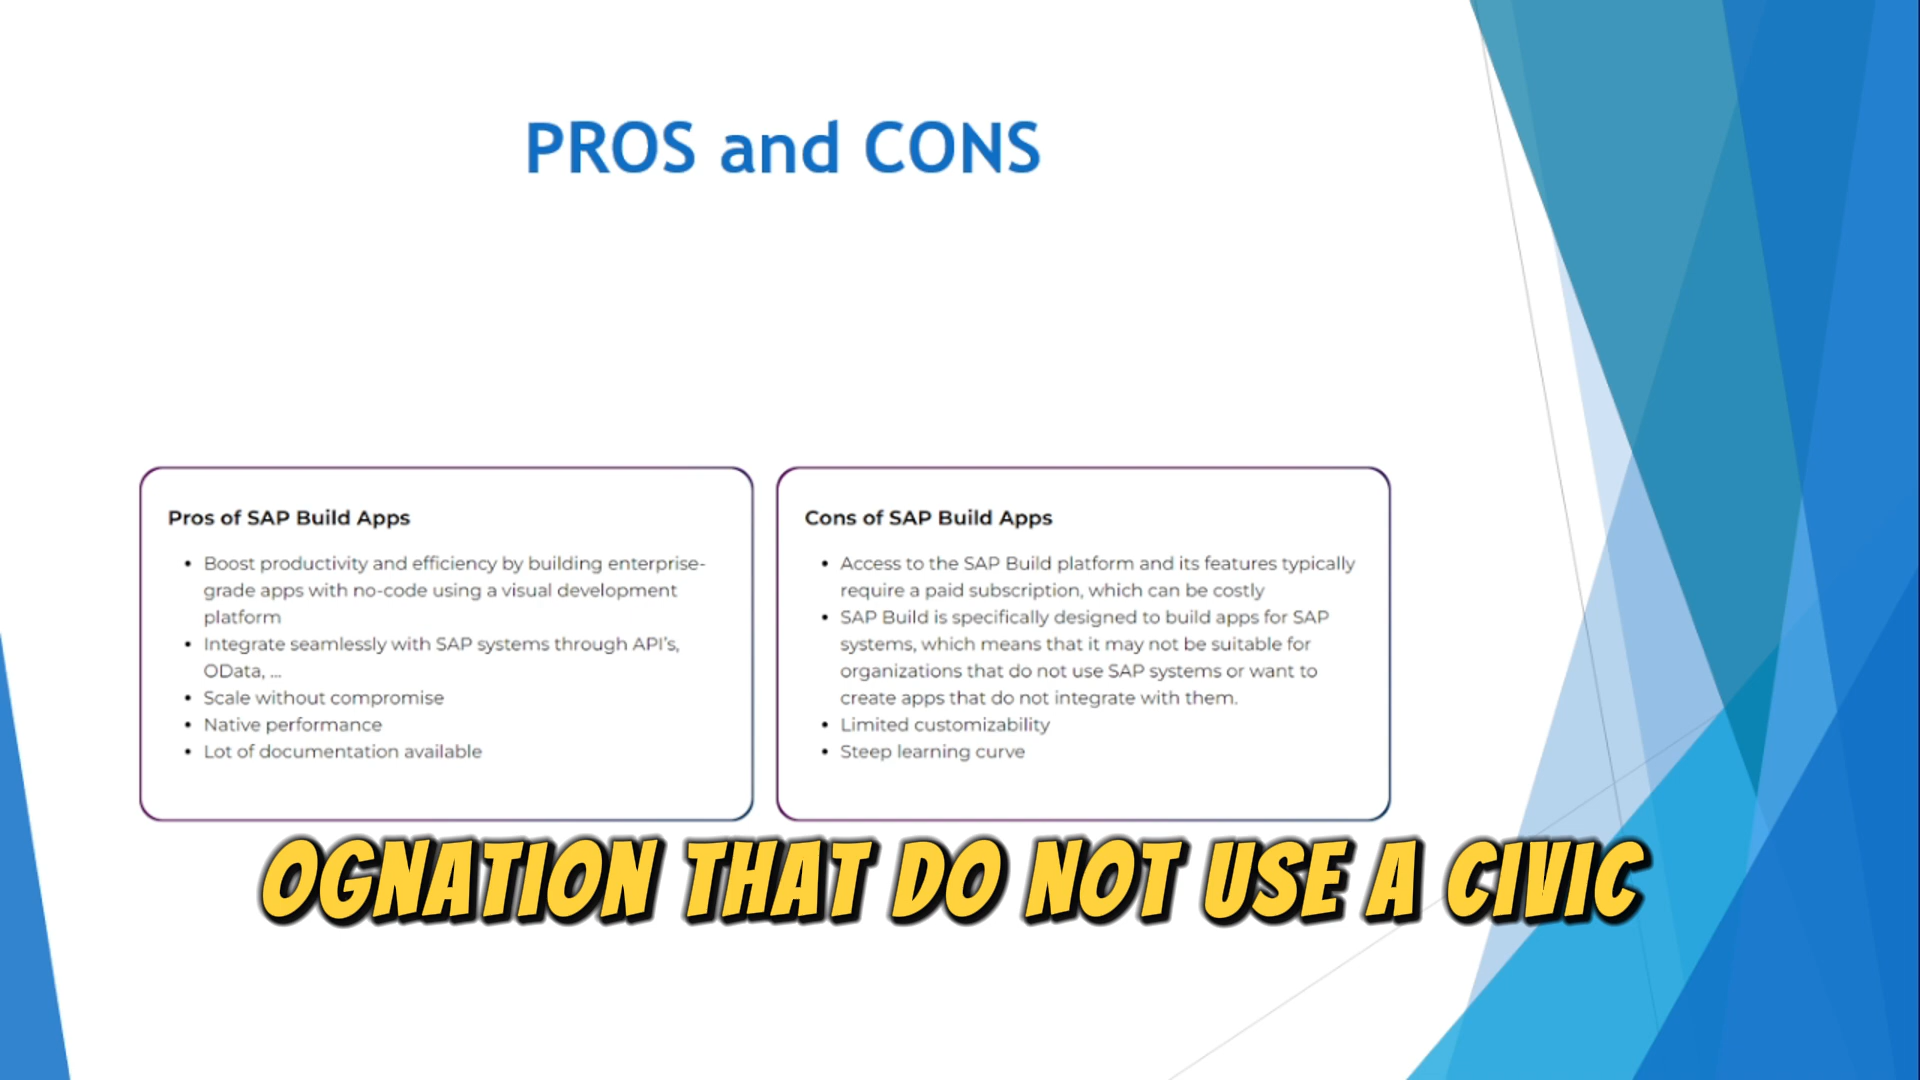 PROS and CONS
Pros of SAP Build Apps
• Boost productivity and efficiency by building enterprise-
grade apps with no-code using a visual development
platform
• Integrate seamlessly with SAP systems through API's,
OData, ...
• Scale without compromise
• Native performance
• Lot of documentation available
Cons of SAP Build Apps
• Access to the SAP Build platform and its features typically
require a paid subscription, which can be costly
• SAP Build is specifically designed to build apps for SAP
systems, which means that it may not be suitable for
organizations that do not use SAP systems or want to
create apps that do not integrate with them.
• Limited customizability
• Steep learning curve
OGNATION THAT DO NOT USE A CIVIC